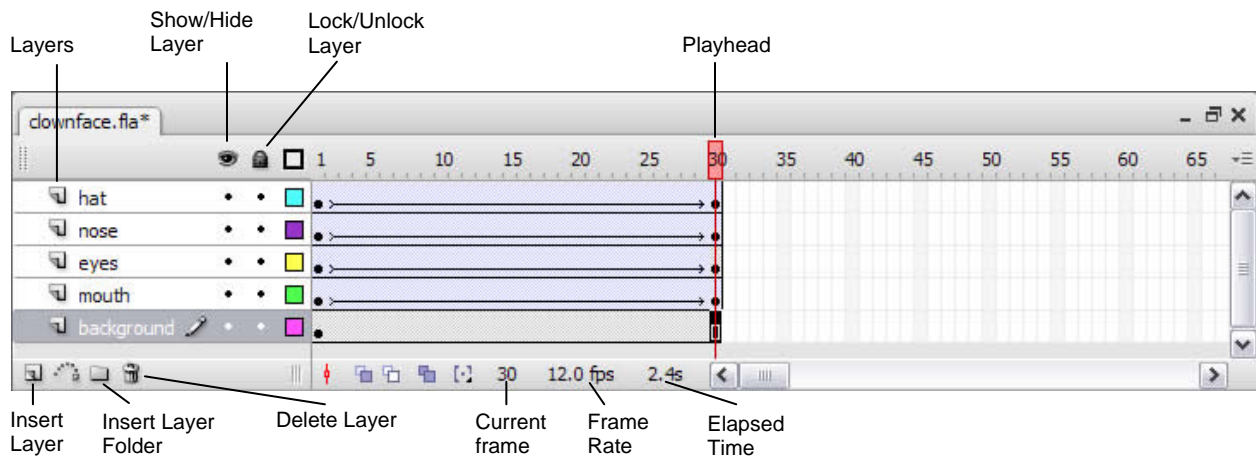 Show/Hide
Layer
Lock/Unlock
Layer
Layers
Playhead
clownface.fla*
1 5 10 15 20 25 30 35 40 45 50 55 60 65
hat
nose
eyes
mouth
background
30 12.0 fps 2.4s
Insert
Layer
Insert Layer
Folder
Delete Layer
Current
frame
Frame
Rate
Elapsed
Time